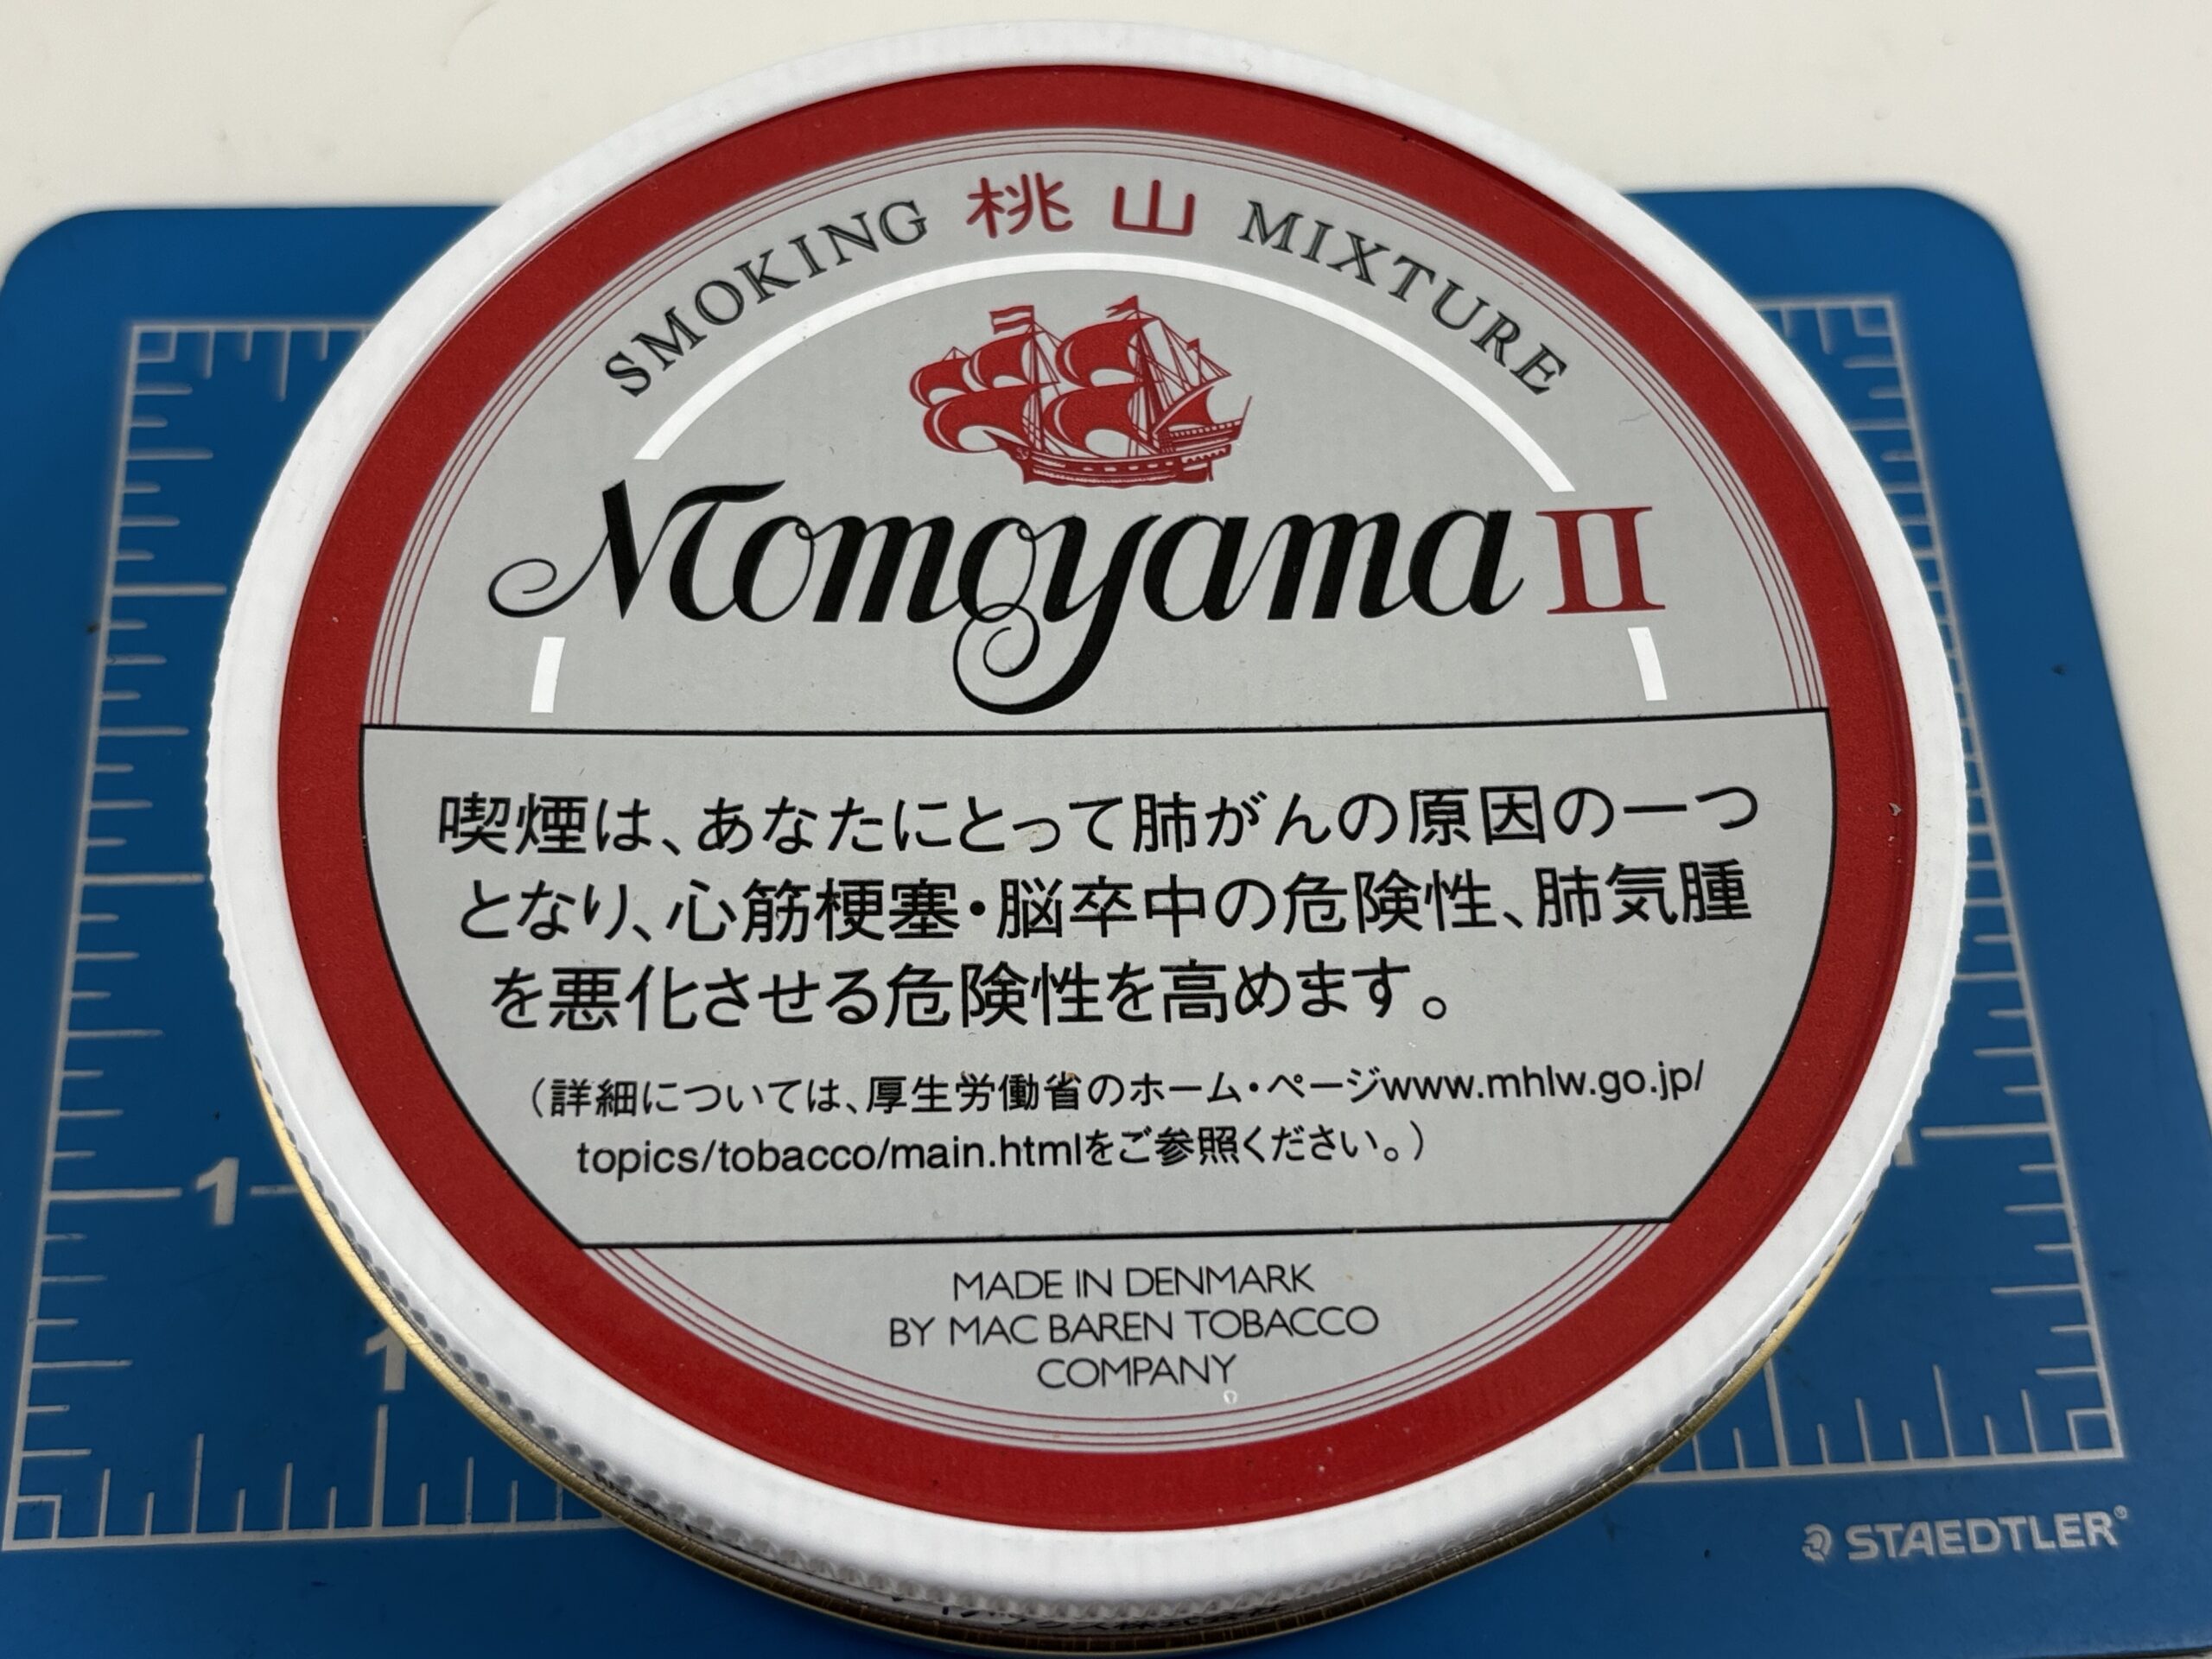 SMOKING 桃山 MIXTURE
Momoyama II
喫煙は、あなたにとって肺がんの原因の一つ
となり、心筋梗塞・脳卒中の危険性、肺気腫
を悪化させる危険性を高めます。
（詳細については、厚生労働省のホーム・ページwww.mhlw.go.jp/
topics/tobacco/main.htmlをご参照ください。）
MADE IN DENMARK
BY MAC BAREN TOBACCO
COMPANY
1
1
STAEDTLER®